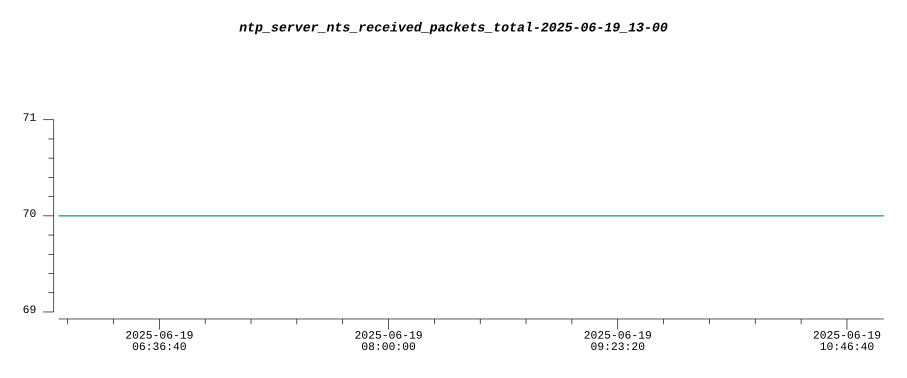 ntp_server_nts_received_packets_total-2025-06-19_13-00
71
70
69
2025-06-19 2025-06-19 2025-06-19 2025-06-19
06:36:40 08:00:00 09:23:20 10:46:40